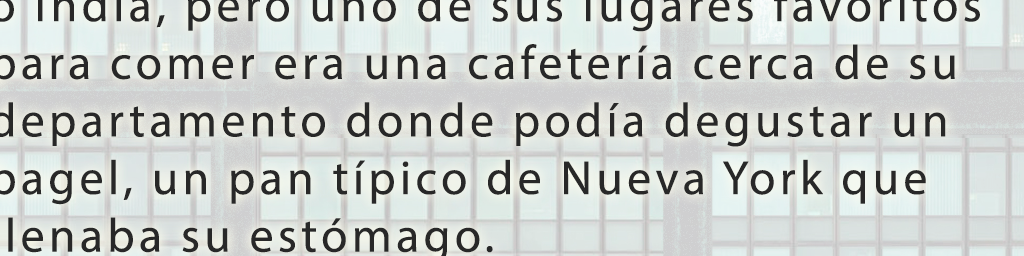 o India, pero uno de sus lugares favoritos
para comer era una cafetería cerca de su
departamento donde podía degustar un
bagel, un pan típico de Nueva York que
llenaba su estómago.